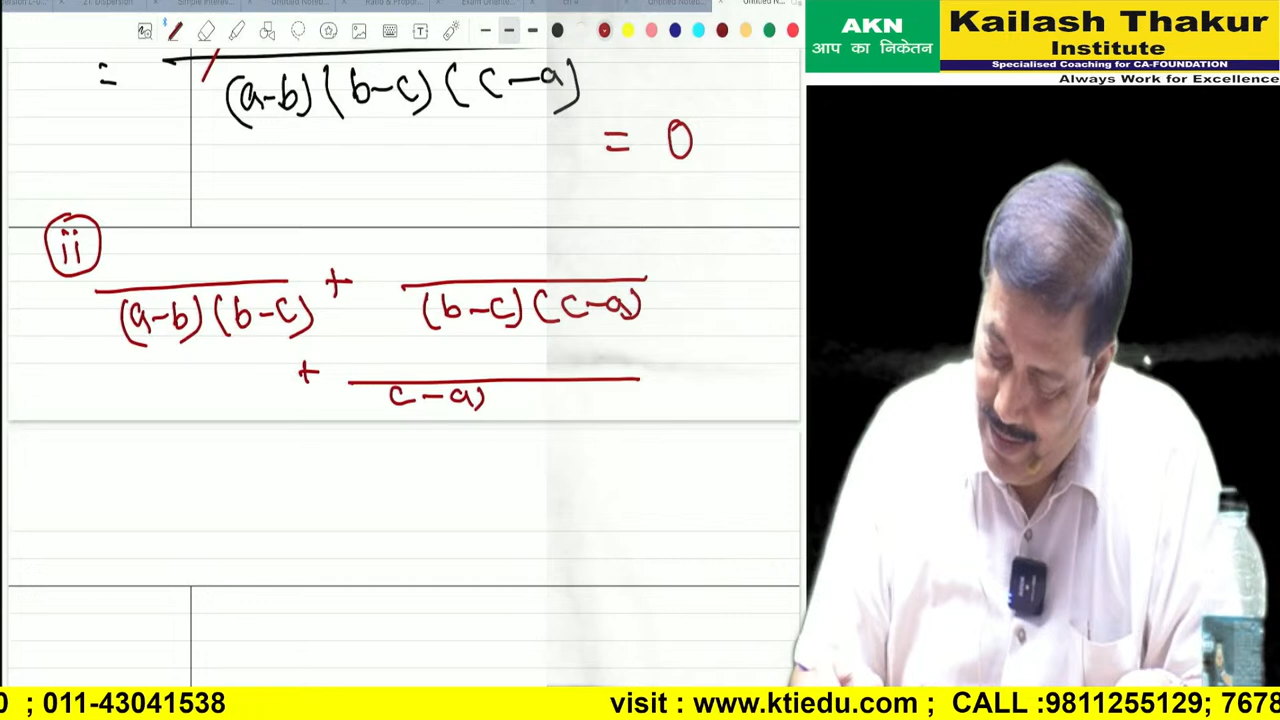 AKN
आप का निकेतन
Kailash Thakur
Institute
Specialised Coaching for CA-FOUNDATION
Always Work for Excellence
=
(a-b)(b-c)(c-a)
= 0
ii
(a-b)(b-c) + (b-c)(c-a)
+ c-a)
0 ; 011-43041538 visit : www.ktiedu.com ; CALL :9811255129; 7678